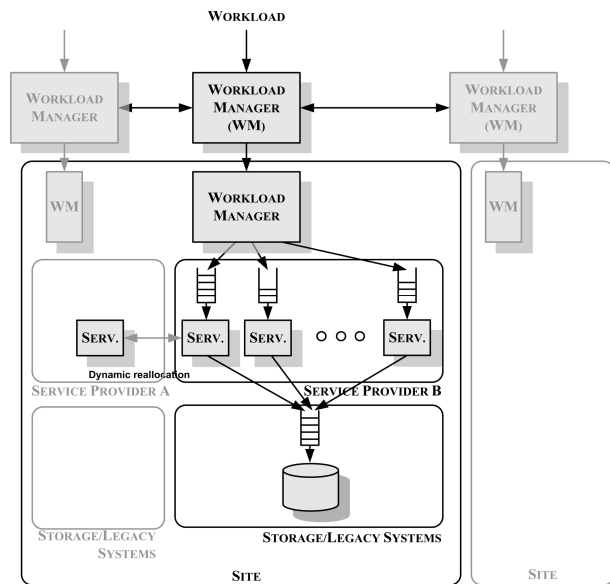 WORKLOAD
WORKLOAD
MANAGER
WORKLOAD
MANAGER
(WM)
WORKLOAD
MANAGER
(WM)
WM
WORKLOAD
MANAGER
WM
SERV.
SERV.
SERV.
SERV.
Dynamic reallocation
SERVICE PROVIDER A
SERVICE PROVIDER B
STORAGE/LEGACY
SYSTEMS
STORAGE/LEGACY SYSTEMS
SITE
SITE